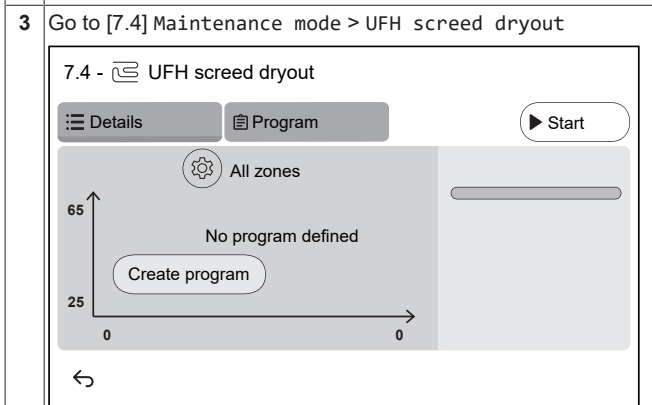 3 Go to [7.4] Maintenance mode > UFH screed dryout
7.4 - UFH screed dryout
Details Program Start
All zones
65
No program defined
Create program
25
0 0